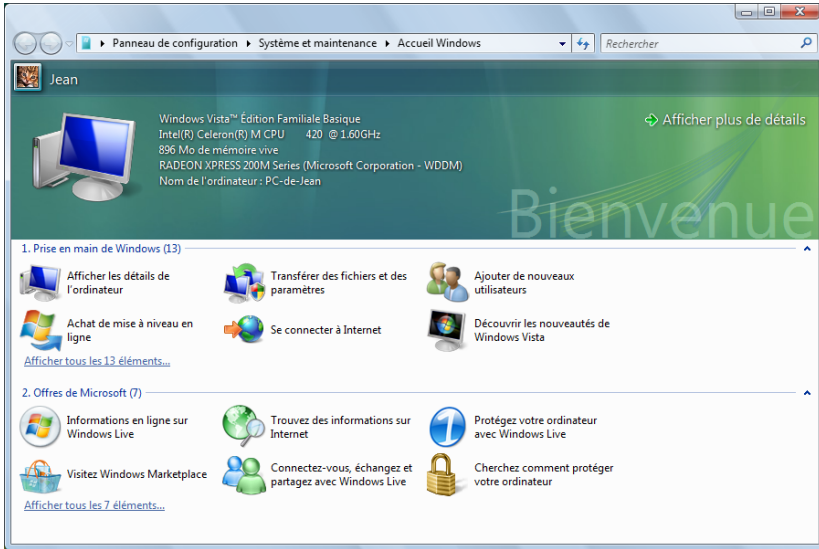 Panneau de configuration ▸ Système et maintenance ▸ Accueil Windows
Rechercher
Jean
Windows Vista™ Édition Familiale Basique
Intel(R) Celeron(R) M CPU 420 @ 1.60GHz
896 Mo de mémoire vive
RADEON XPRESS 200M Series (Microsoft Corporation - WDDM)
Nom de l'ordinateur : PC-de-Jean
Afficher plus de détails
Bienvenue
1. Prise en main de Windows (13)
Afficher les détails de
l'ordinateur
Transférer des fichiers et des
paramètres
Ajouter de nouveaux
utilisateurs
Achat de mise à niveau en
ligne
Se connecter à Internet
Découvrir les nouveautés de
Windows Vista
Afficher tous les 13 éléments...
2. Offres de Microsoft (7)
Informations en ligne sur
Windows Live
Trouvez des informations sur
Internet
Protégez votre ordinateur
avec Windows Live
Visitez Windows Marketplace
Connectez-vous, échangez et
partagez avec Windows Live
Cherchez comment protéger
votre ordinateur
Afficher tous les 7 éléments...